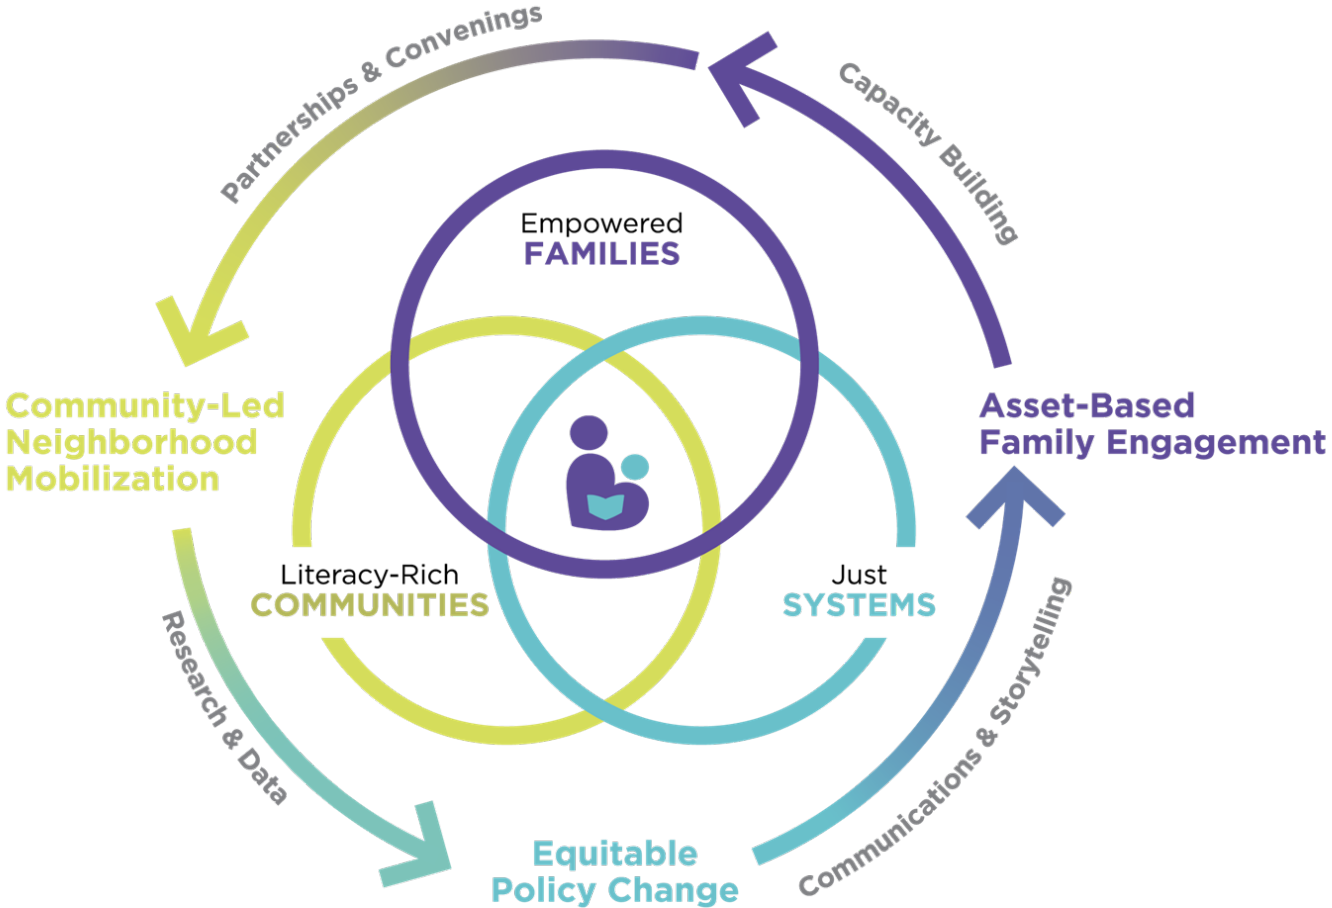 Partnerships & Convenings
Capacity Building
Empowered
FAMILIES
Community-Led
Neighborhood
Mobilization
Asset-Based
Family Engagement
Literacy-Rich
COMMUNITIES
Just
SYSTEMS
Research & Data
Communications & Storytelling
Equitable
Policy Change